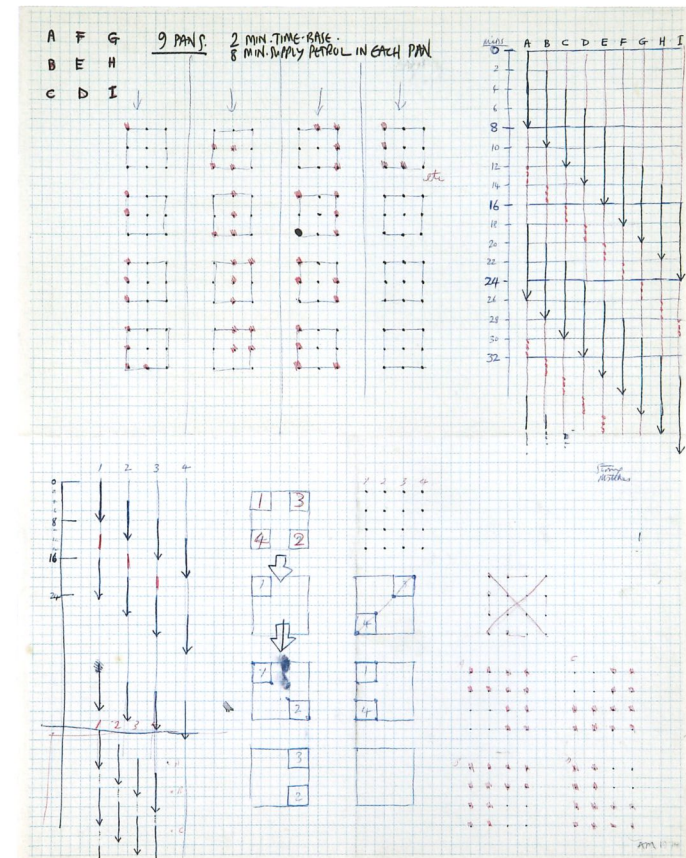 A F G
B E H
C D I
9 PANS.
2 MIN. TIME-BASE.
8 MIN. SUPPLY PETROL IN EACH PAN
etc
MINS A B C D E F G H I
0
2
4
6
8
10
12
14
16
18
20
22
24
26
28
30
32
1 2 3 4
0
8
16
24
1 2 3
1 3
4 2
1 2 3 4
1
3
4
1
2
4
3
2